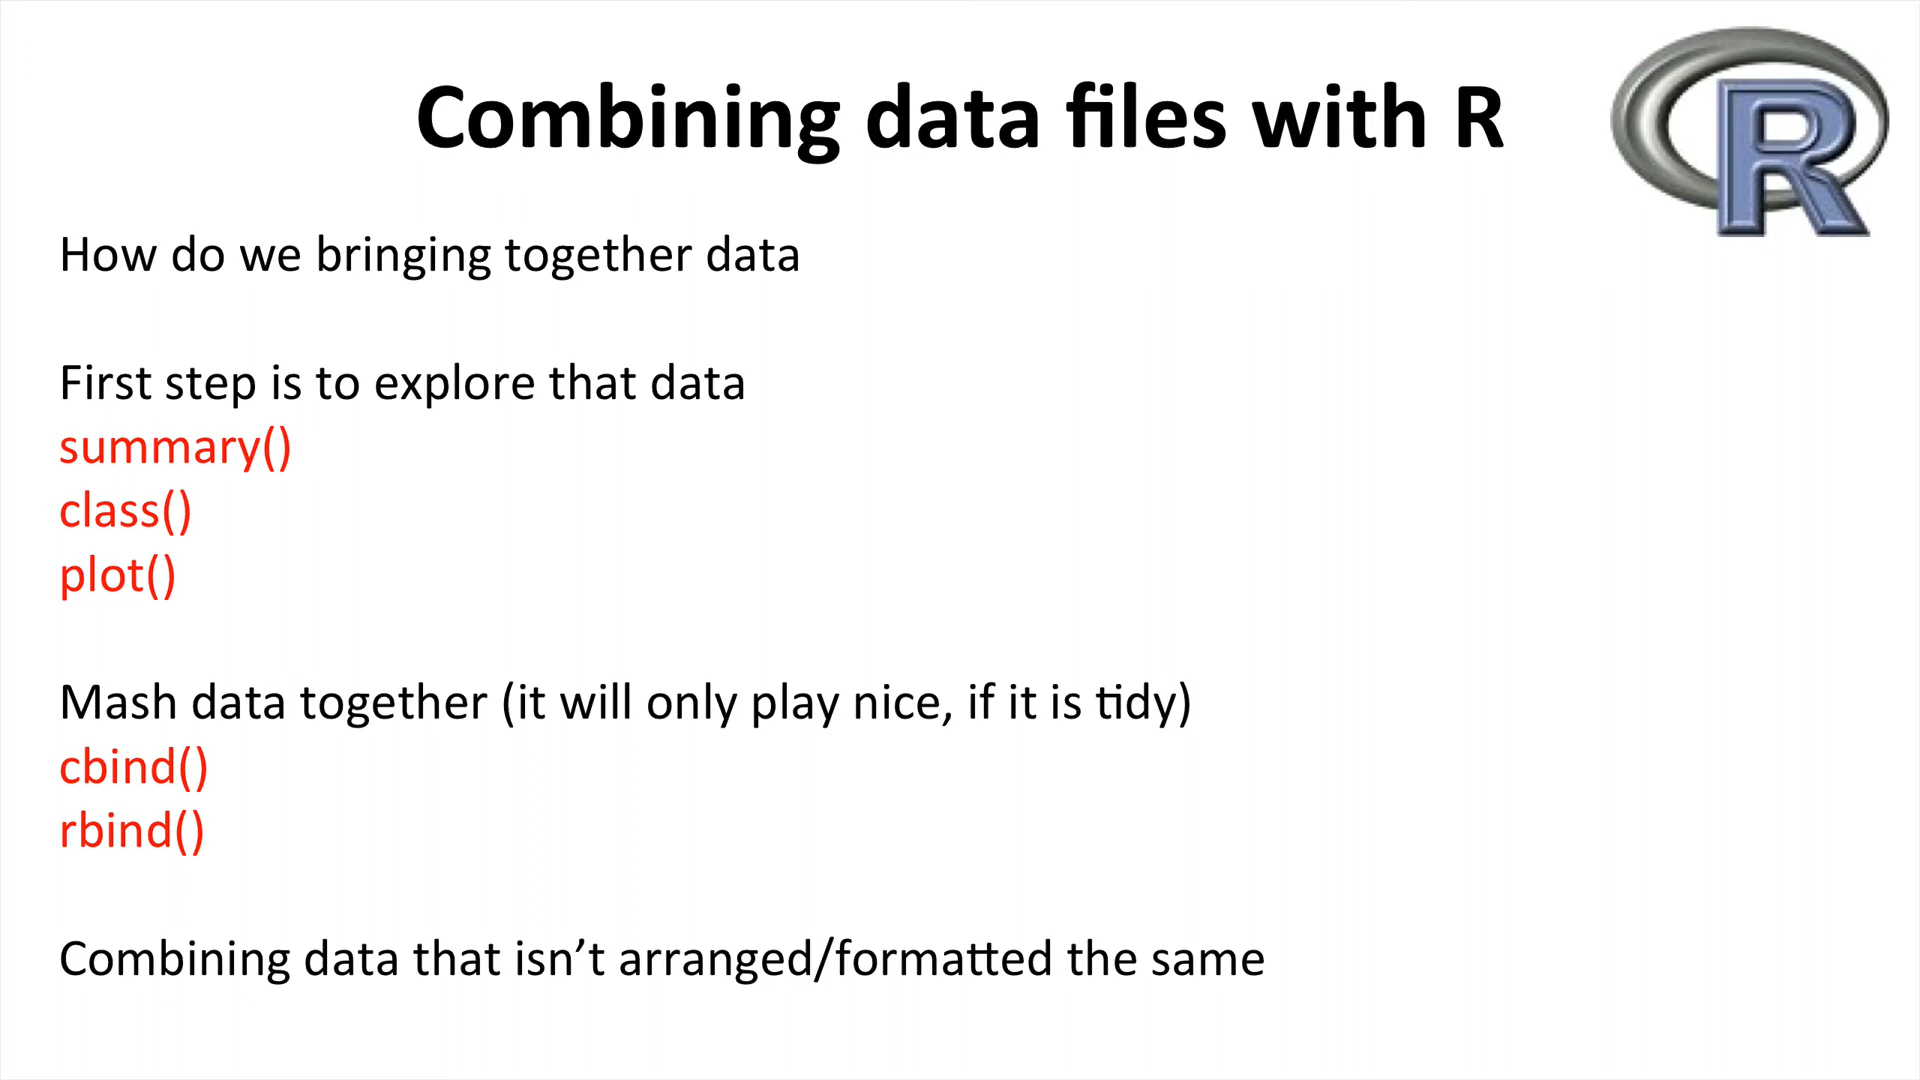 Combining data files with R
R
How do we bringing together data
First step is to explore that data
summary()
class()
plot()
Mash data together (it will only play nice, if it is tidy)
cbind()
rbind()
Combining data that isn’t arranged/formatted the same